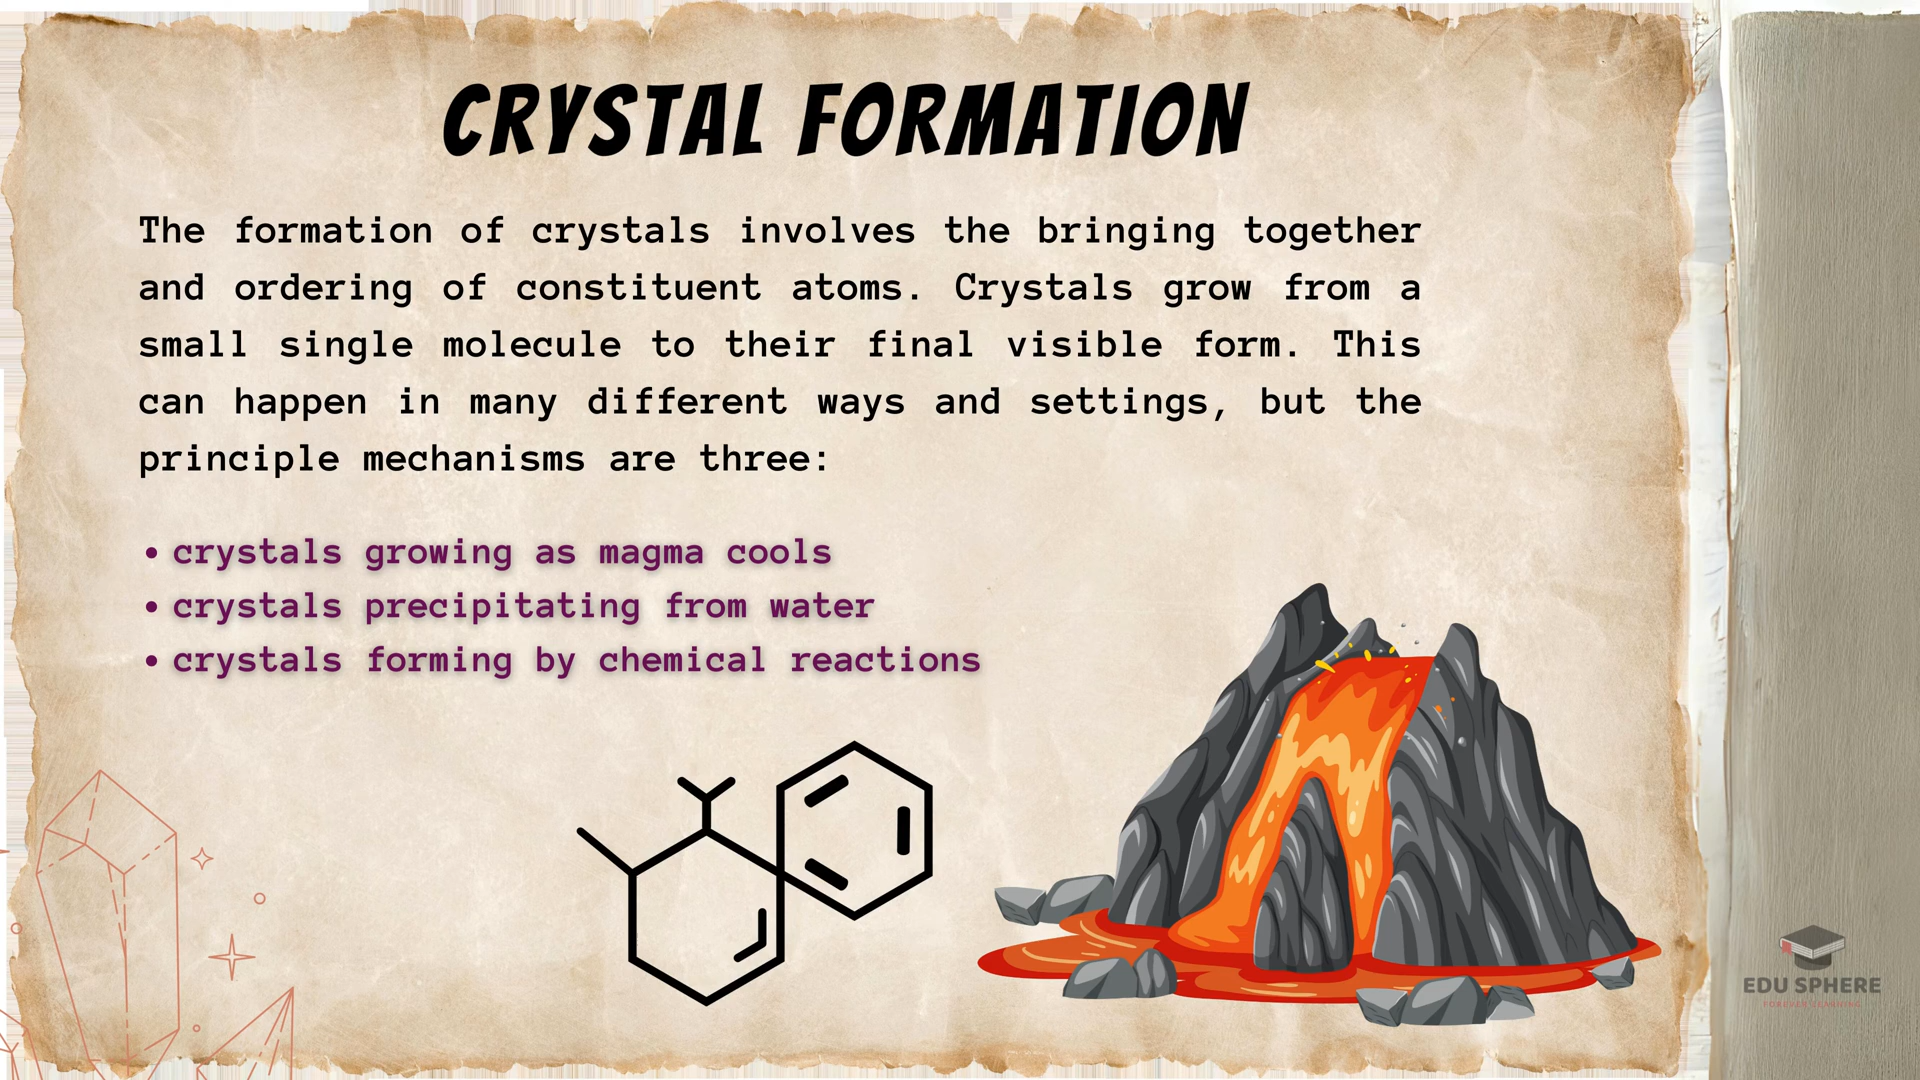 CRYSTAL FORMATION
The formation of crystals involves the bringing together
and ordering of constituent atoms. Crystals grow from a
small single molecule to their final visible form. This
can happen in many different ways and settings, but the
principle mechanisms are three:
• crystals growing as magma cools
• crystals precipitating from water
• crystals forming by chemical reactions
EDU SPHERE
FOREVER LEARNING